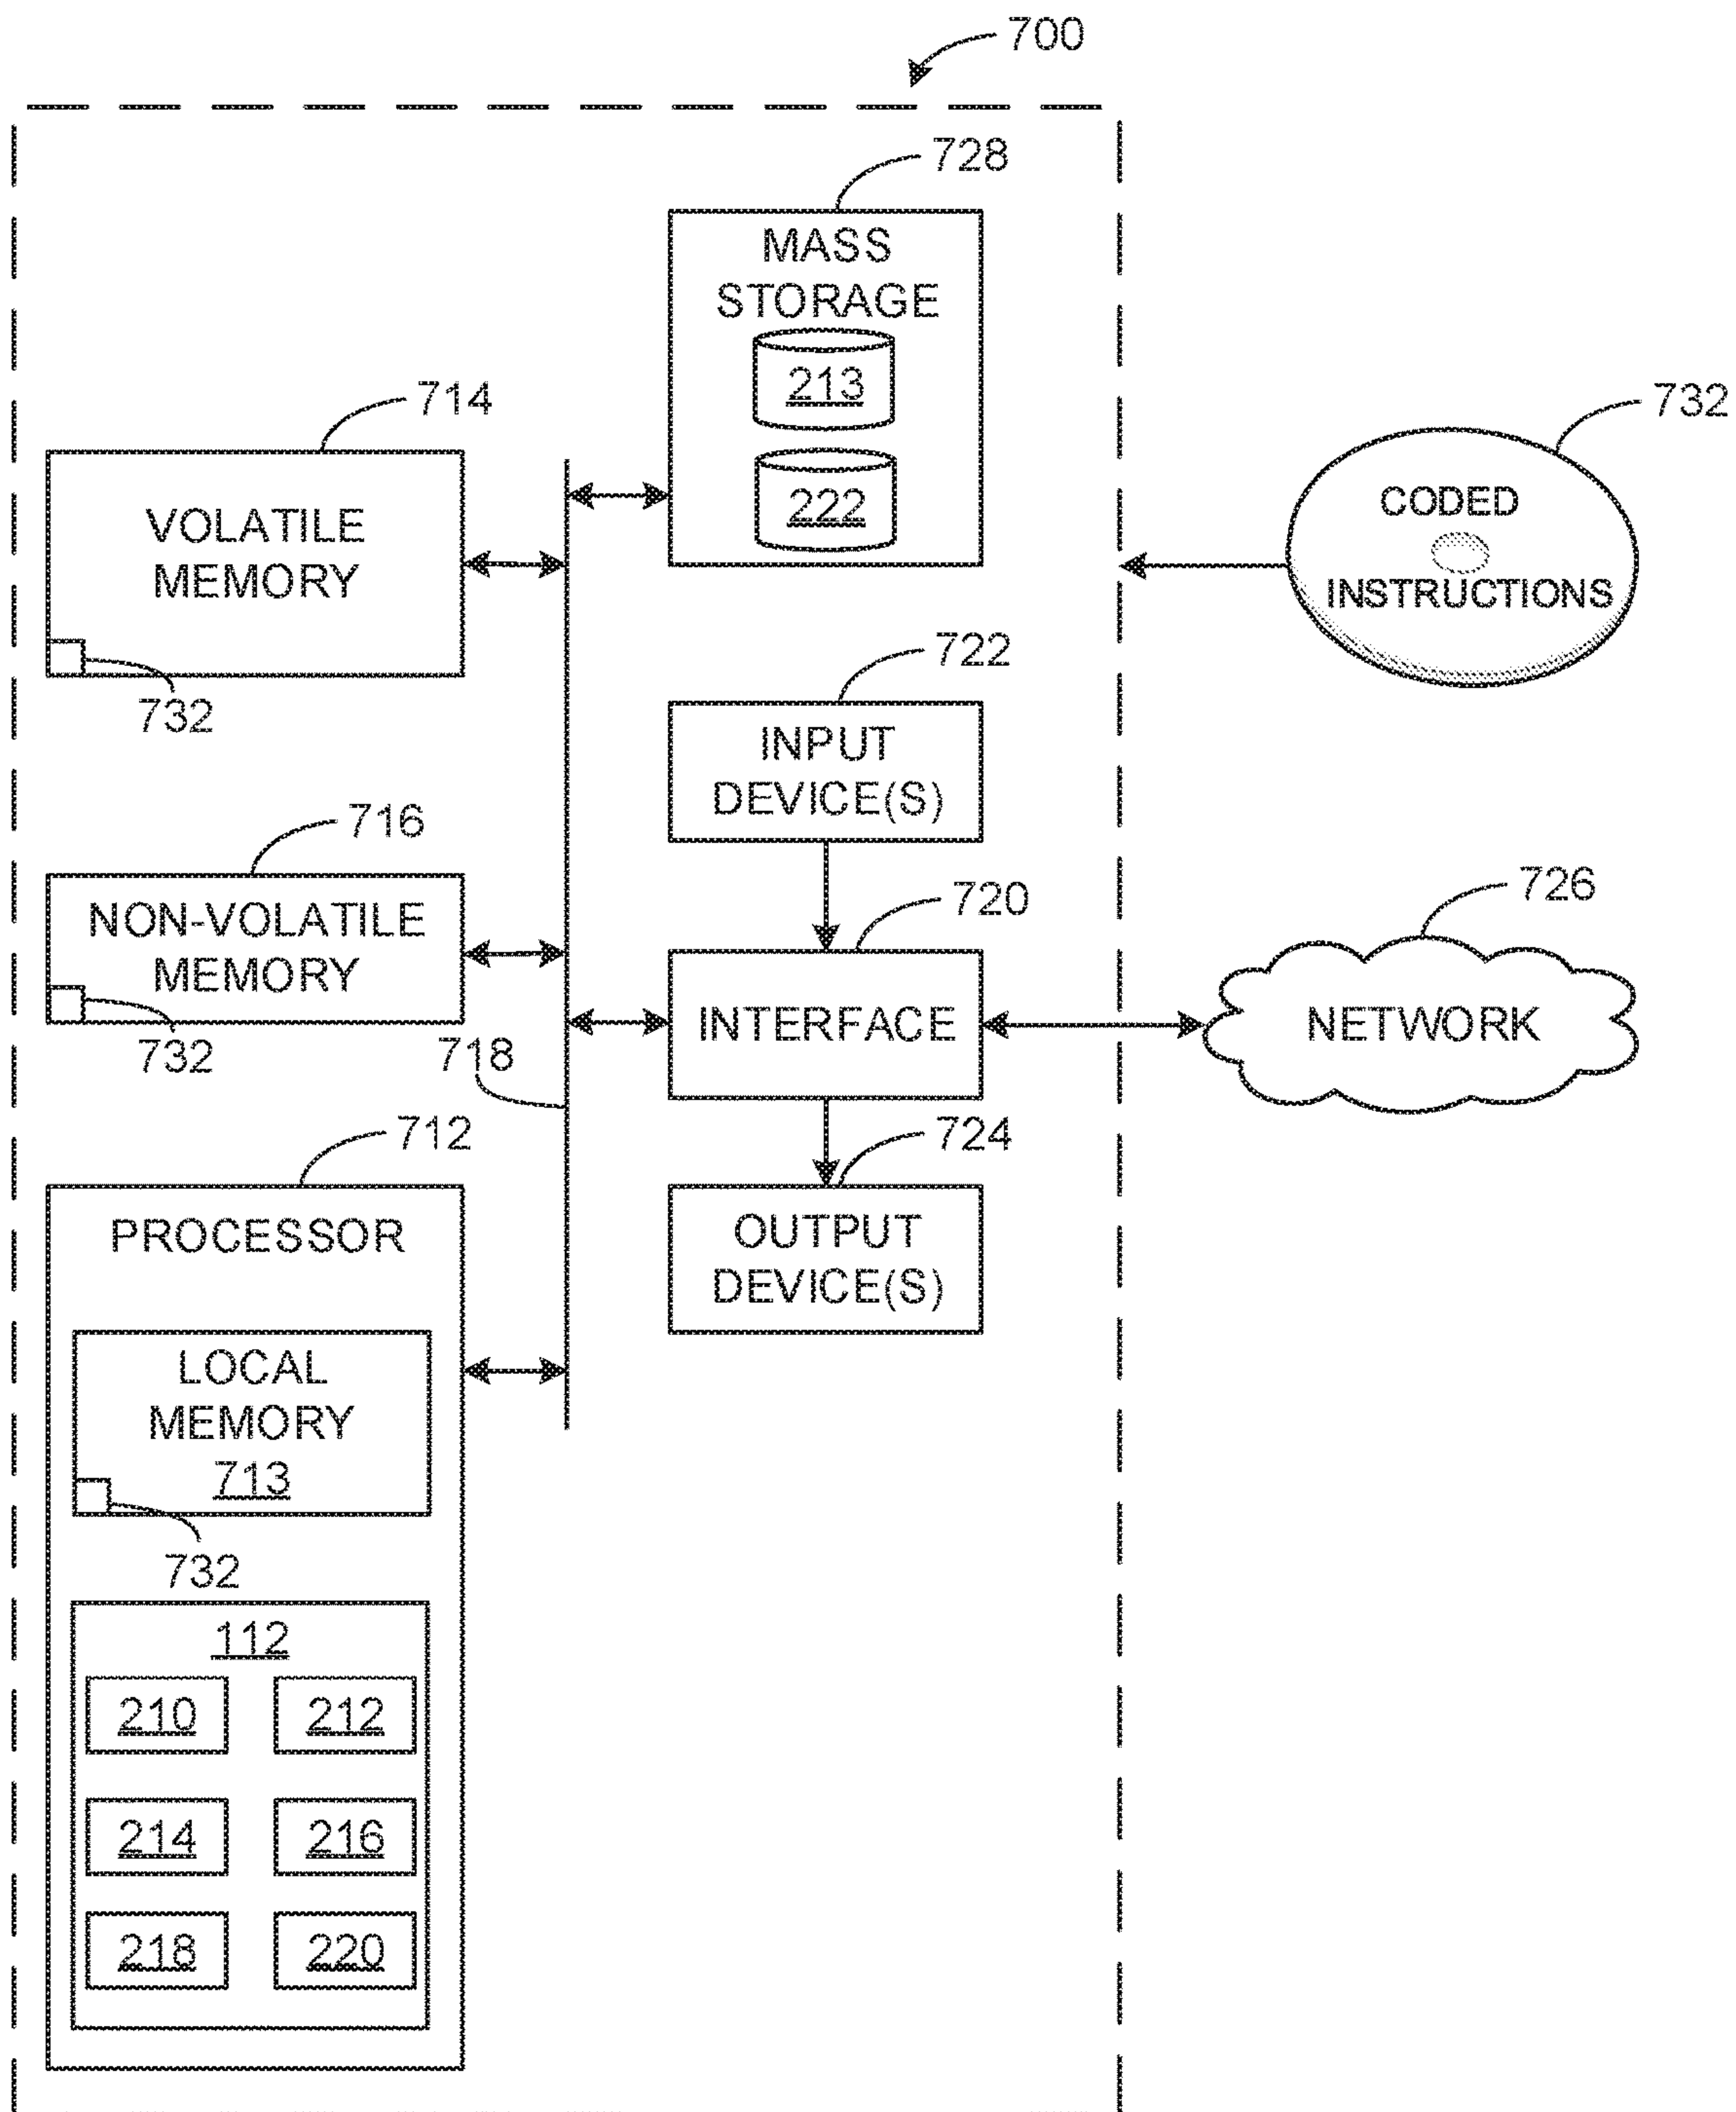 700
728
MASS
STORAGE
213
222
714
VOLATILE
MEMORY
732
732
CODED
INSTRUCTIONS
722
INPUT
DEVICE(S)
716
NON-VOLATILE
MEMORY
732
718
720
INTERFACE
726
NETWORK
712
PROCESSOR
724
OUTPUT
DEVICE(S)
LOCAL
MEMORY
713
732
112
210 212
214 216
218 220